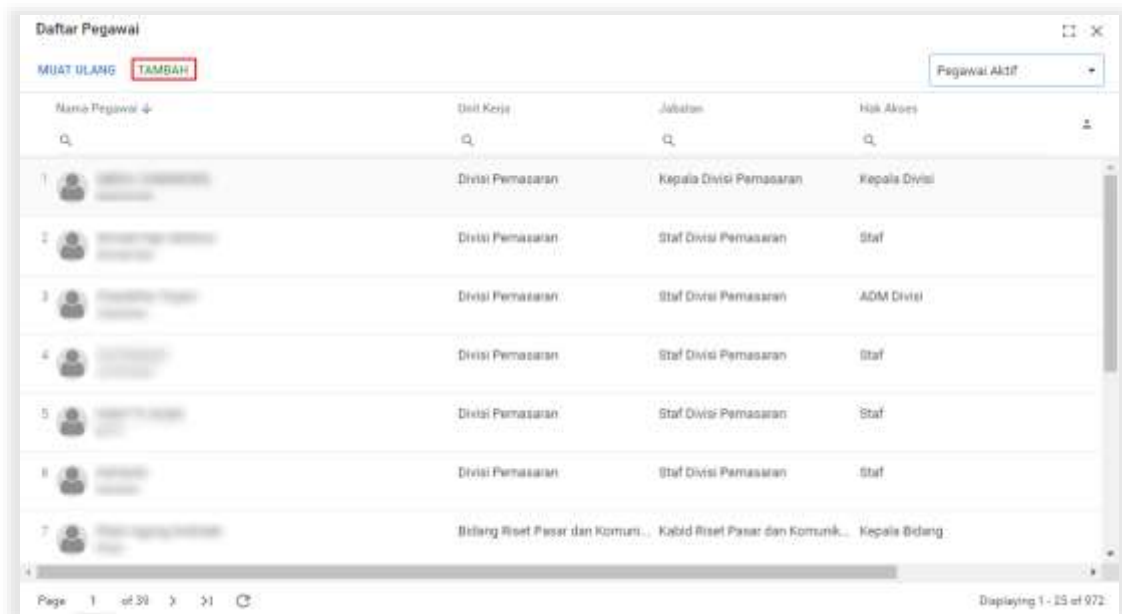 Daftar Pegawai
MUAT ULANG TAMBAH Pegawai Aktif
Nama Pegawai Unit Kerja Jabatan Hak Akses
1 Divisi Pemasaran Kepala Divisi Pemasaran Kepala Divisi
2 Divisi Pemasaran Staf Divisi Pemasaran Staf
3 Divisi Pemasaran Staf Divisi Pemasaran ADM Divisi
4 Divisi Pemasaran Staf Divisi Pemasaran Staf
5 Divisi Pemasaran Staf Divisi Pemasaran Staf
6 Divisi Pemasaran Staf Divisi Pemasaran Staf
7 Bidang Riset Pasar dan Komuni... Kabid Riset Pasar dan Komunik... Kepala Bidang
Page 1 of 39 Displaying 1 - 25 of 972